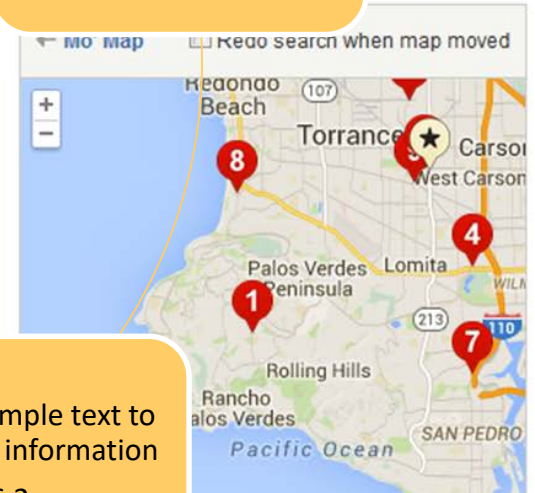 Mo' Map Redo search when map moved
+
−
Redondo
Beach
107
Torrance
Carson
8
West Carson
4
Palos Verdes
Peninsula
Lomita
1
213
110
7
Rolling Hills
Rancho
alos Verdes
SAN PEDRO
Pacific Ocean
mple text to
information